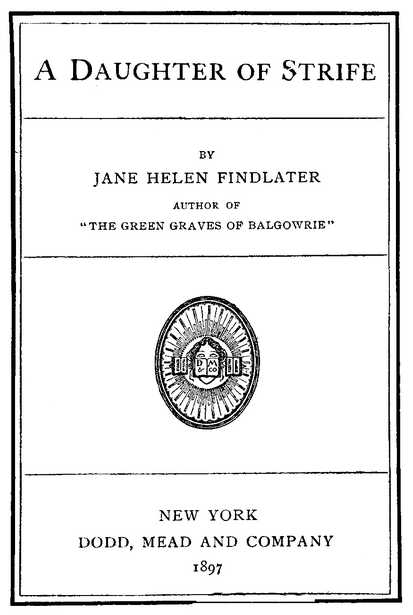 A DAUGHTER OF STRIFE
BY
JANE HELEN FINDLATER
AUTHOR OF
"THE GREEN GRAVES OF BALGOWRIE"
D M
& CO
NEW YORK
DODD, MEAD AND COMPANY
1897